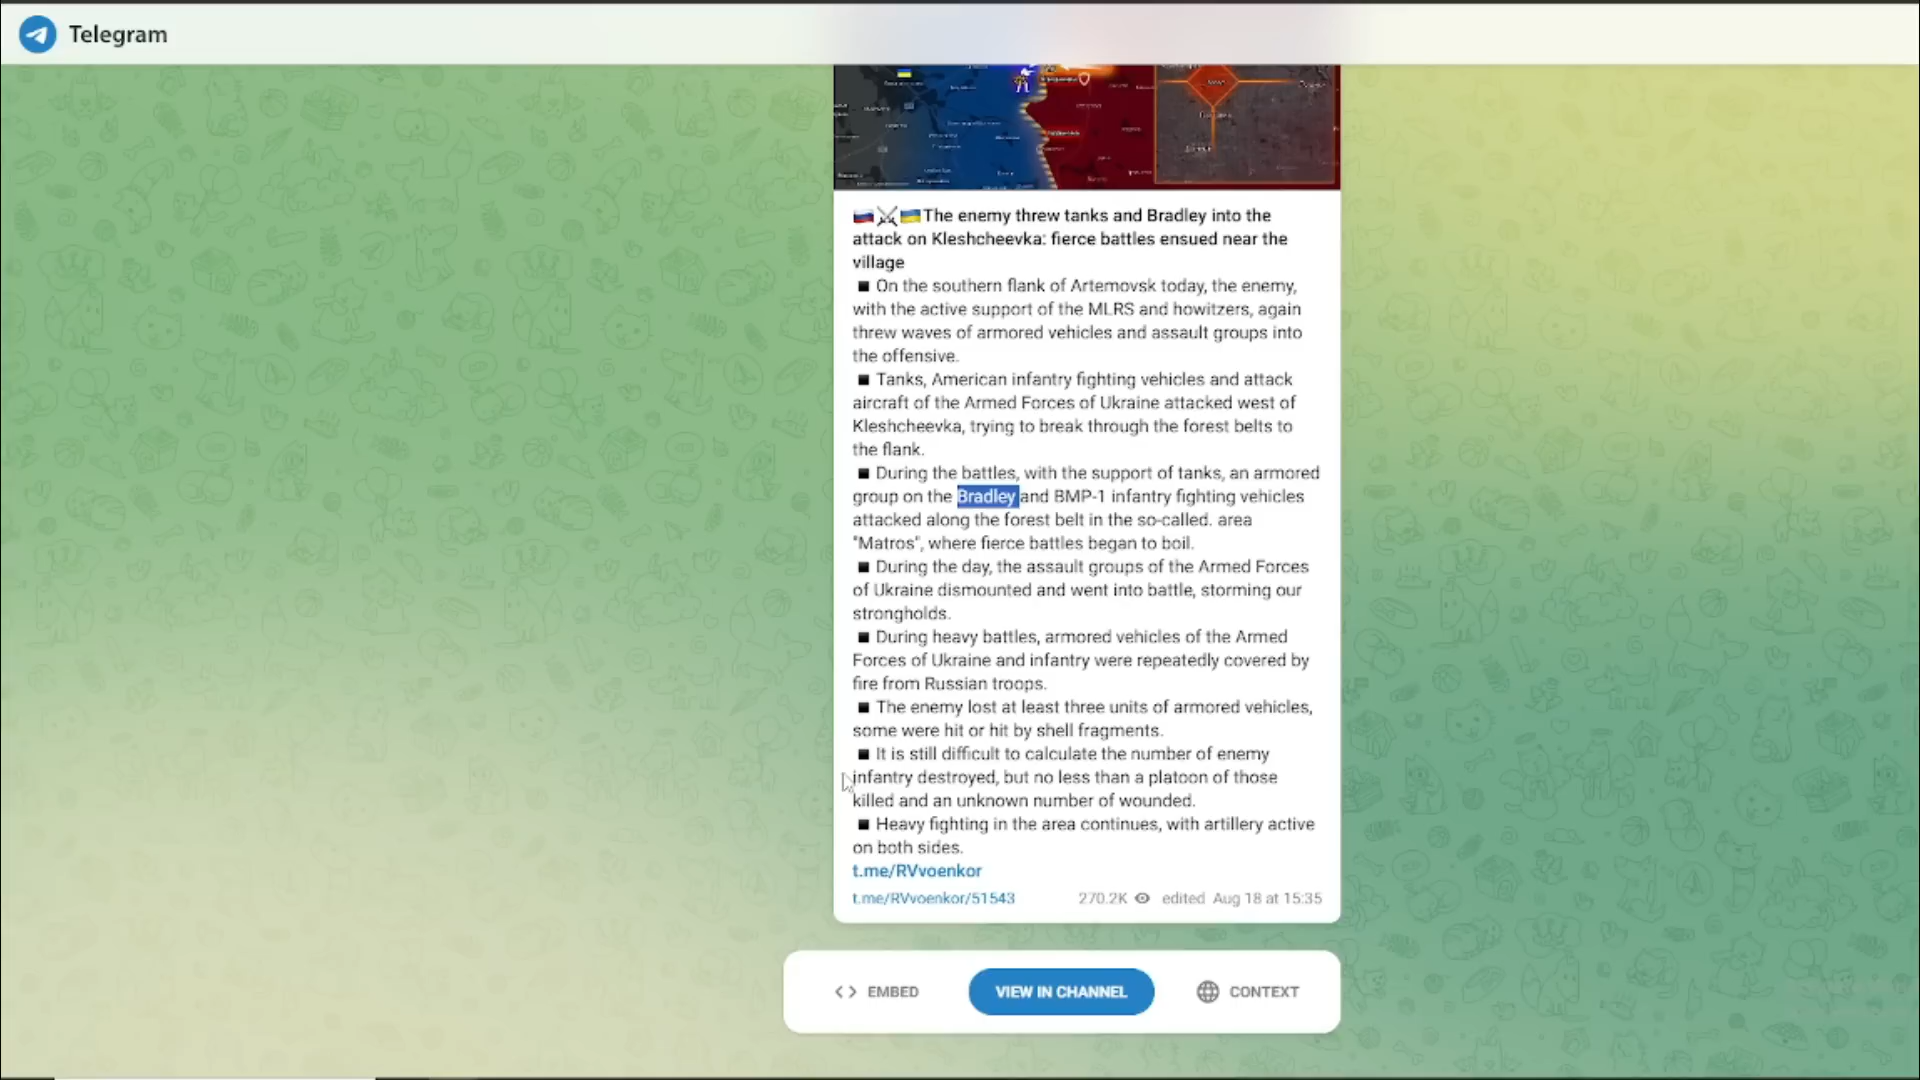 Telegram
The enemy threw tanks and Bradley into the
attack on Kleshcheevka: fierce battles ensued near the
village
On the southern flank of Artemovsk today, the enemy,
with the active support of the MLRS and howitzers, again
threw waves of armored vehicles and assault groups into
the offensive.
Tanks, American infantry fighting vehicles and attack
aircraft of the Armed Forces of Ukraine attacked west of
Kleshcheevka, trying to break through the forest belts to
the flank.
During the battles, with the support of tanks, an armored
group on the Bradley and BMP-1 infantry fighting vehicles
attacked along the forest belt in the so-called. area
"Matros", where fierce battles began to boil.
During the day, the assault groups of the Armed Forces
of Ukraine dismounted and went into battle, storming our
strongholds.
During heavy battles, armored vehicles of the Armed
Forces of Ukraine and infantry were repeatedly covered by
fire from Russian troops.
The enemy lost at least three units of armored vehicles,
some were hit or hit by shell fragments.
It is still difficult to calculate the number of enemy
infantry destroyed, but no less than a platoon of those
killed and an unknown number of wounded.
Heavy fighting in the area continues, with artillery active
on both sides.
t.me/RVvoenkor
t.me/RVvoenkor/51543 270.2K edited Aug 18 at 15:35
EMBED VIEW IN CHANNEL CONTEXT